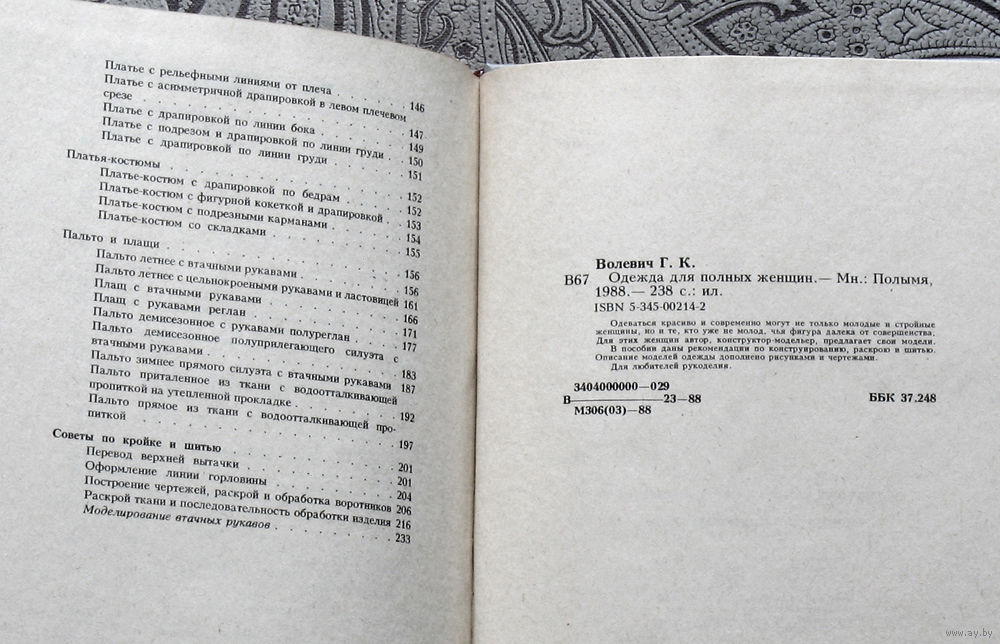 Платье с рельефными линиями от плеча . . . . . . 146
Платье с асимметричной драпировкой в левом плечевом
срезе . . . . . . . . . . . . . . 147
Платье с драпировкой по линии бока . . . . . . 149
Платье с подрезом и драпировкой по линии груди . . 150
Платье с драпировкой по линии груди . . . . . . 151
Платья-костюмы . . . . . . . . . . . . . . 152
Платье-костюм с драпировкой по бедрам . . . . 152
Платье-костюм с фигурной кокеткой и драпировкой . 153
Платье-костюм с подрезными карманами . . . . . 154
Платье-костюм со складками . . . . . . . . 155
Пальто и плащи . . . . . . . . . . . . . . 156
Пальто летнее с втачными рукавами . . . . . . 156
Пальто летнее с цельнокроеными рукавами и ластовицей 161
Плащ с втачными рукавами . . . . . . . . 166
Плащ с рукавами реглан . . . . . . . . . 171
Пальто демисезонное с рукавами полуреглан . . . 177
Пальто демисезонное полуприлегающего силуэта с
втачными рукавами . . . . . . . . . . . 183
Пальто зимнее прямого силуэта с втачными рукавами 187
Пальто приталенное из ткани с водоотталкивающей
пропиткой на утепленной прокладке . . . . . . 192
Пальто прямое из ткани с водоотталкивающей про-
питкой . . . . . . . . . . . . . . 197
Советы по кройке и шитью . . . . . . . . . . 201
Перевод верхней вытачки . . . . . . . . . 201
Оформление линии горловины . . . . . . . . 204
Построение чертежей, раскрой и обработка воротников 206
Раскрой ткани и последовательность обработки изделия 216
Моделирование втачных рукавов . . . . . . . . 233
Волевич Г. К.
В67 Одежда для полных женщин.— Мн.: Полымя,
1988.— 238 с.: ил.
ISBN 5-345-00214-2
Одеваться красиво и современно могут не только молодые и стройные
женщины, но и те, кто уже не молод, чья фигура далека от совершенства.
Для этих женщин автор, конструктор-модельер, предлагает свои модели.
В пособии даны рекомендации по конструированию, раскрою и шитью.
Описание моделей одежды дополнено рисунками и чертежами.
Для любителей рукоделия.
3404000000—029
В————————23—88 ББК 37.248
М306(03)—88
www.ay.by